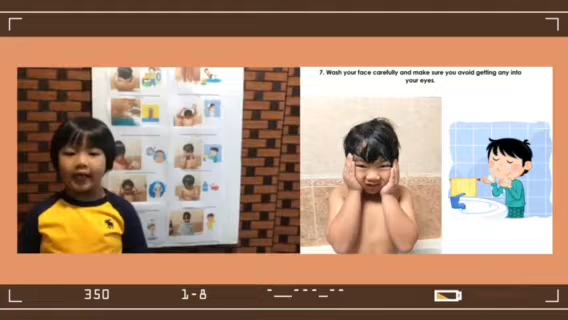 7. Wash your face carefully and make sure you avoid getting any into
your eyes.
350
1-8